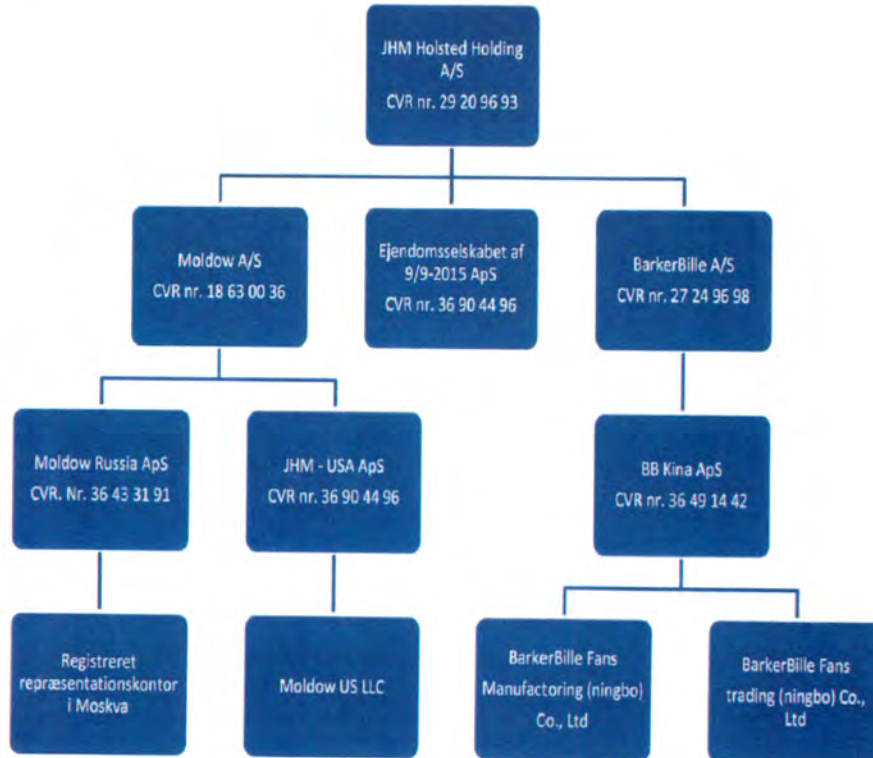 JHM Holsted Holding
A/S
CVR nr. 29 20 96 93
Moldow A/S
CVR nr. 18 63 00 36
Ejendomsselskabet af
9/9-2015 ApS
CVR nr. 36 90 44 96
BarkerBille A/S
CVR nr. 27 24 96 98
Moldow Russia ApS
CVR. Nr. 36 43 31 91
JHM - USA ApS
CVR nr. 36 90 44 96
BB Kina ApS
CVR nr. 36 49 14 42
Registreret
repræsentationskontor
i Moskva
Moldow US LLC
BarkerBille Fans
Manufactoring (ningbo)
Co., Ltd
BarkerBille Fans
trading (ningbo) Co.,
Ltd